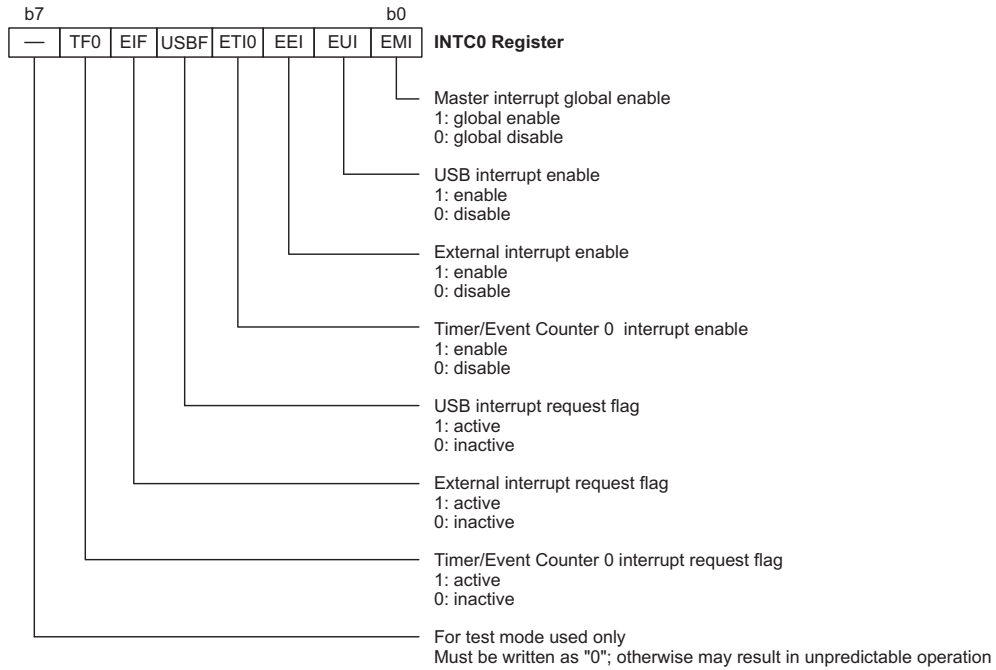 b7 b0
— TF0 EIF USBF ETI0 EEI EUI EMI INTC0 Register
Master interrupt global enable
1: global enable
0: global disable
USB interrupt enable
1: enable
0: disable
External interrupt enable
1: enable
0: disable
Timer/Event Counter 0 interrupt enable
1: enable
0: disable
USB interrupt request flag
1: active
0: inactive
External interrupt request flag
1: active
0: inactive
Timer/Event Counter 0 interrupt request flag
1: active
0: inactive
For test mode used only
Must be written as "0"; otherwise may result in unpredictable operation